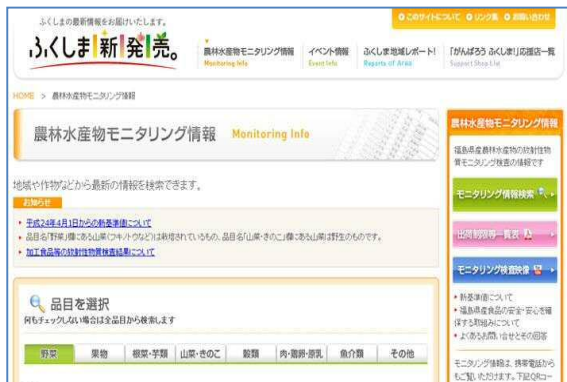 ふくしまの最新情報をお届けいたします。
このサイトについて リンク集 お問い合わせ
ふくしま新発売。
農林水産物モニタリング情報 イベント情報 ふくしま地域レポート! 「がんばろう ふくしま!」応援店一覧
Monitoring Info Event Info Reports of Area Support Shop List
HOME > 農林水産物モニタリング情報
農林水産物モニタリング情報 Monitoring Info
地域や作物などから最新の情報を検索できます。
お知らせ
平成24年4月1日からの新基準値について
品目名「野菜」欄にある山菜(フキノトウなど)は栽培されているもの、品目名「山菜・きのこ」欄にある山菜は野生のものです。
加工食品等の放射性物質検査結果について
品目を選択
何もチェックしない場合は全品目から検索します
野菜 果物 根菜・芋類 山菜・きのこ 穀類 肉・鶏卵・原乳 魚介類 その他
農林水産物モニタリング情報
福島県産農林水産物の放射性物
質モニタリング検査の情報です
モニタリング情報検索
出荷制限等一覧表
モニタリング検査映像
新基準値について
福島県産食品の安全・安心を確
保する取組みについて
よくあるお問い合せとその回答
モニタリング情報は、携帯電話から
もご覧いただけます。下記QRコー